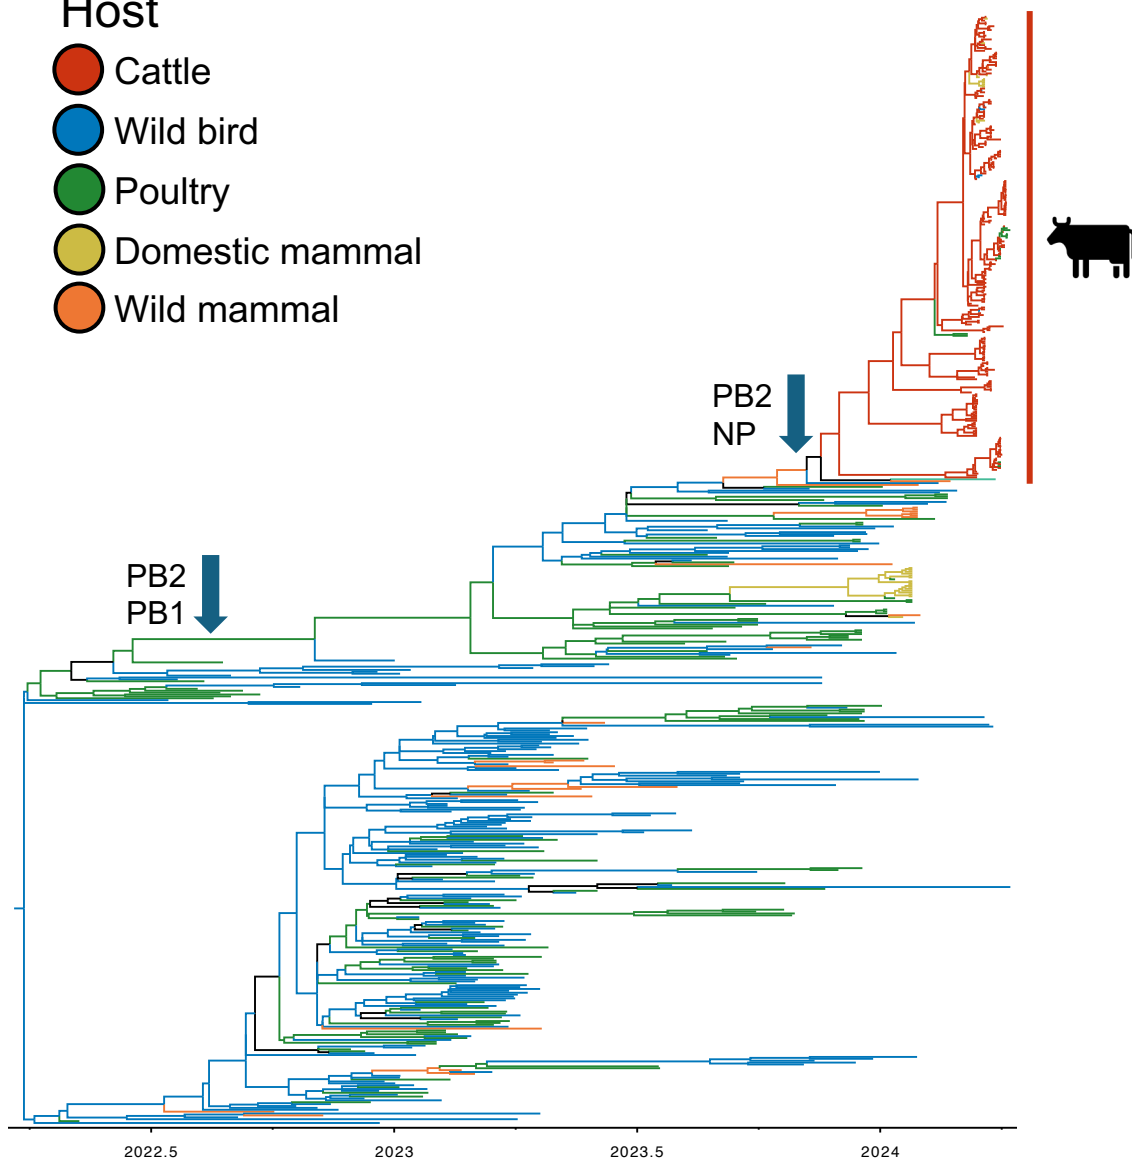 Host
Cattle
Wild bird
Poultry
Domestic mammal
Wild mammal
PB2
NP
PB2
PB1
2022.5
2023
2023.5
2024